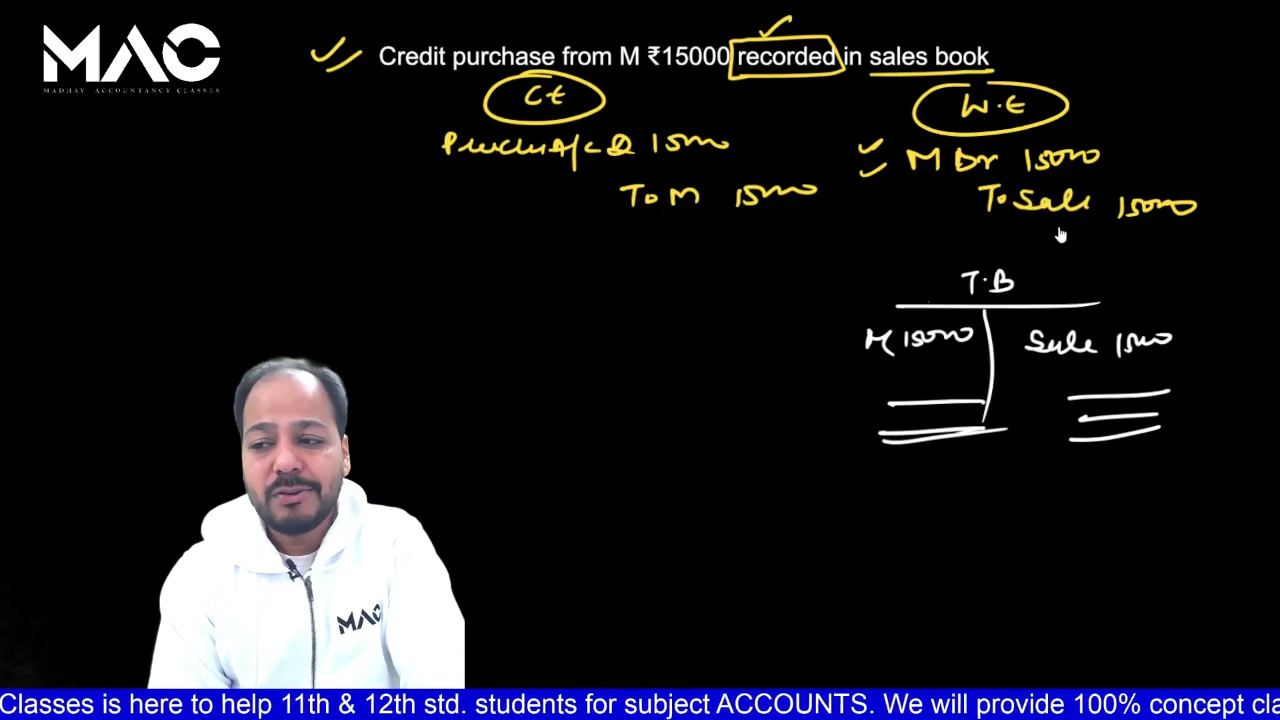 MAC
MADHAV ACCOUNTANCY CLASSES
Credit purchase from M ₹15000 recorded in sales book
C E
W.E
A/c Dr 15000
To M 15000
M Dr 15000
To Sale 15000
T.B
M 15000
Sale 15000
MAC
Classes is here to help 11th & 12th std. students for subject ACCOUNTS. We will provide 100% concept cla